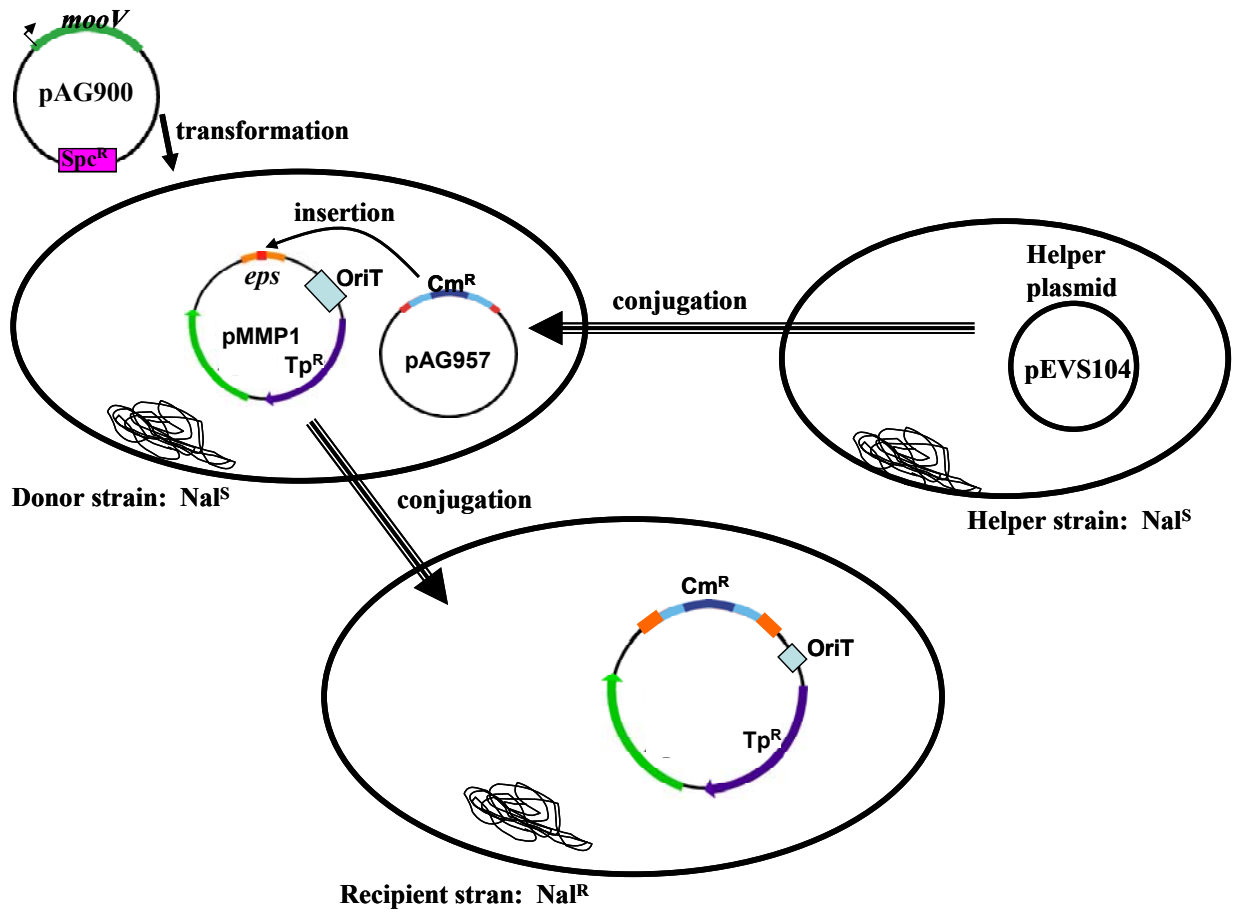 mooV
pAG900
Spcᴿ
transformation
insertion
eps
OriT
Cmᴿ
pMMP1
Tpᴿ
pAG957
conjugation
Helper
plasmid
pEVS104
Donor strain: Nalˢ
conjugation
Helper strain: Nalˢ
Cmᴿ
OriT
Tpᴿ
Recipient stran: Nalᴿ